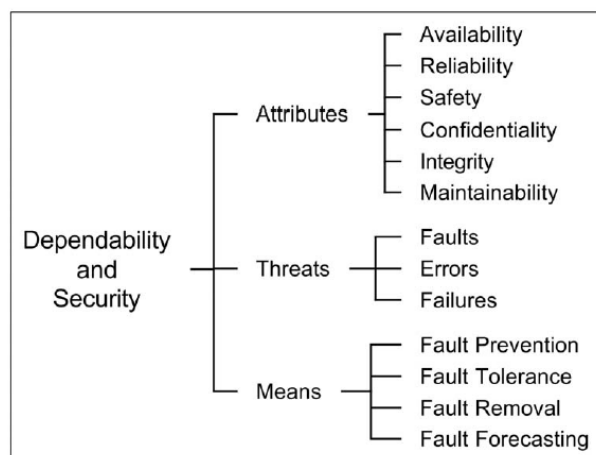 Dependability
and
Security
Attributes
Availability
Reliability
Safety
Confidentiality
Integrity
Maintainability
Threats
Faults
Errors
Failures
Means
Fault Prevention
Fault Tolerance
Fault Removal
Fault Forecasting